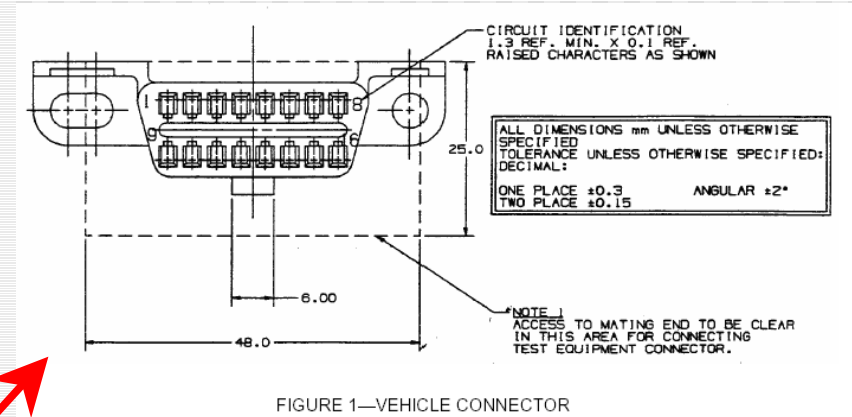 CIRCUIT IDENTIFICATION
1.3 REF. MIN. X 0.1 REF.
RAISED CHARACTERS AS SHOWN
1
8
9
6
25.0
ALL DIMENSIONS mm UNLESS OTHERWISE
SPECIFIED
TOLERANCE UNLESS OTHERWISE SPECIFIED:
DECIMAL:
ONE PLACE ±0.3 ANGULAR ±2°
TWO PLACE ±0.15
6.00
48.0
*NOTE 1
ACCESS TO MATING END TO BE CLEAR
IN THIS AREA FOR CONNECTING
TEST EQUIPMENT CONNECTOR.
FIGURE 1—VEHICLE CONNECTOR